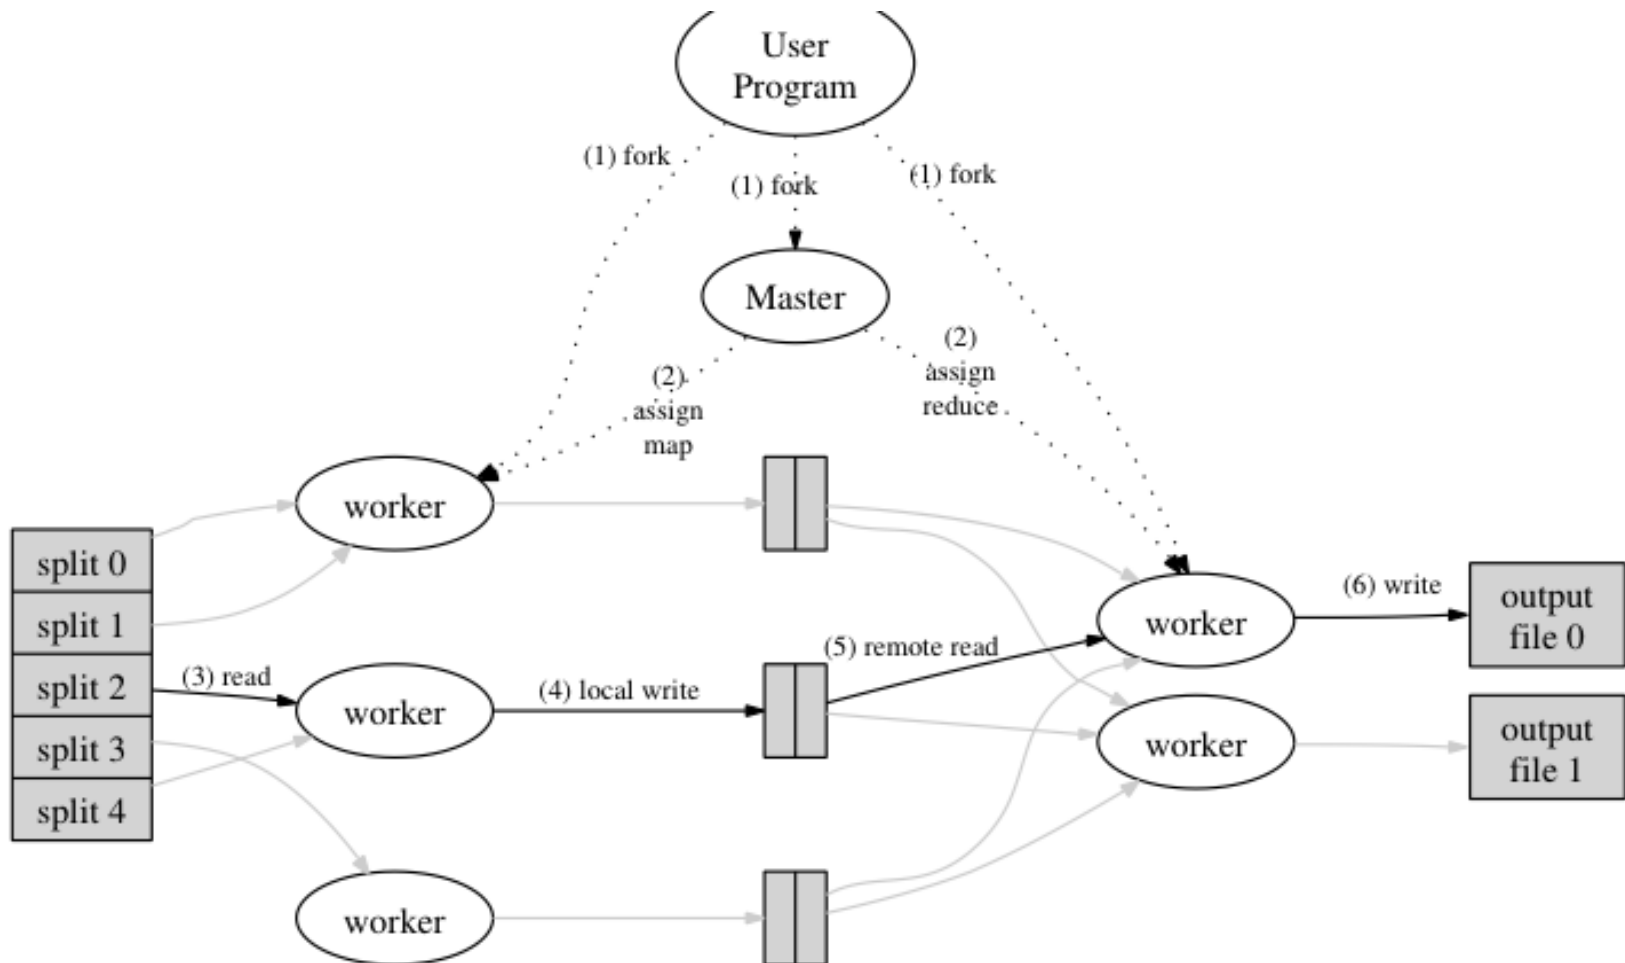 User
Program
(1) fork
(1) fork
(1) fork
Master
(2)
assign
map
(2)
assign
reduce
worker
split 0
split 1
split 2
split 3
split 4
(3) read
worker
(4) local write
worker
(5) remote read
worker
(6) write
output
file 0
worker
output
file 1